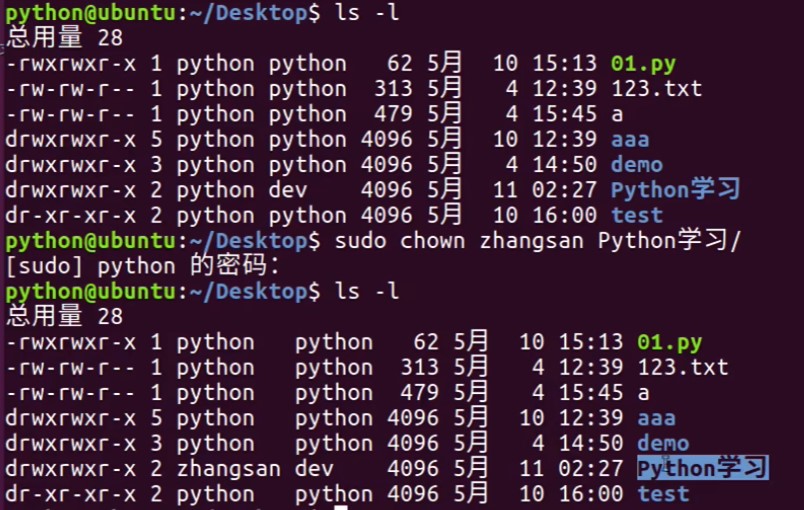 python@ubuntu:~/Desktop$ ls -l
总用量 28
-rwxrwxr-x 1 python python   62 5月  10 15:13 01.py
-rw-rw-r-- 1 python python  313 5月   4 12:39 123.txt
-rw-rw-r-- 1 python python  479 5月   4 15:45 a
drwxrwxr-x 5 python python 4096 5月  10 12:39 aaa
drwxrwxr-x 3 python python 4096 5月   4 14:50 demo
drwxrwxr-x 2 python dev    4096 5月  11 02:27 Python学习
dr-xr-xr-x 2 python python 4096 5月  10 16:00 test
python@ubuntu:~/Desktop$ sudo chown zhangsan Python学习/
[sudo] python 的密码：
python@ubuntu:~/Desktop$ ls -l
总用量 28
-rwxrwxr-x 1 python   python   62 5月  10 15:13 01.py
-rw-rw-r-- 1 python   python  313 5月   4 12:39 123.txt
-rw-rw-r-- 1 python   python  479 5月   4 15:45 a
drwxrwxr-x 5 python   python 4096 5月  10 12:39 aaa
drwxrwxr-x 3 python   python 4096 5月   4 14:50 demo
drwxrwxr-x 2 zhangsan dev    4096 5月  11 02:27 Python学习
dr-xr-xr-x 2 python   python 4096 5月  10 16:00 test